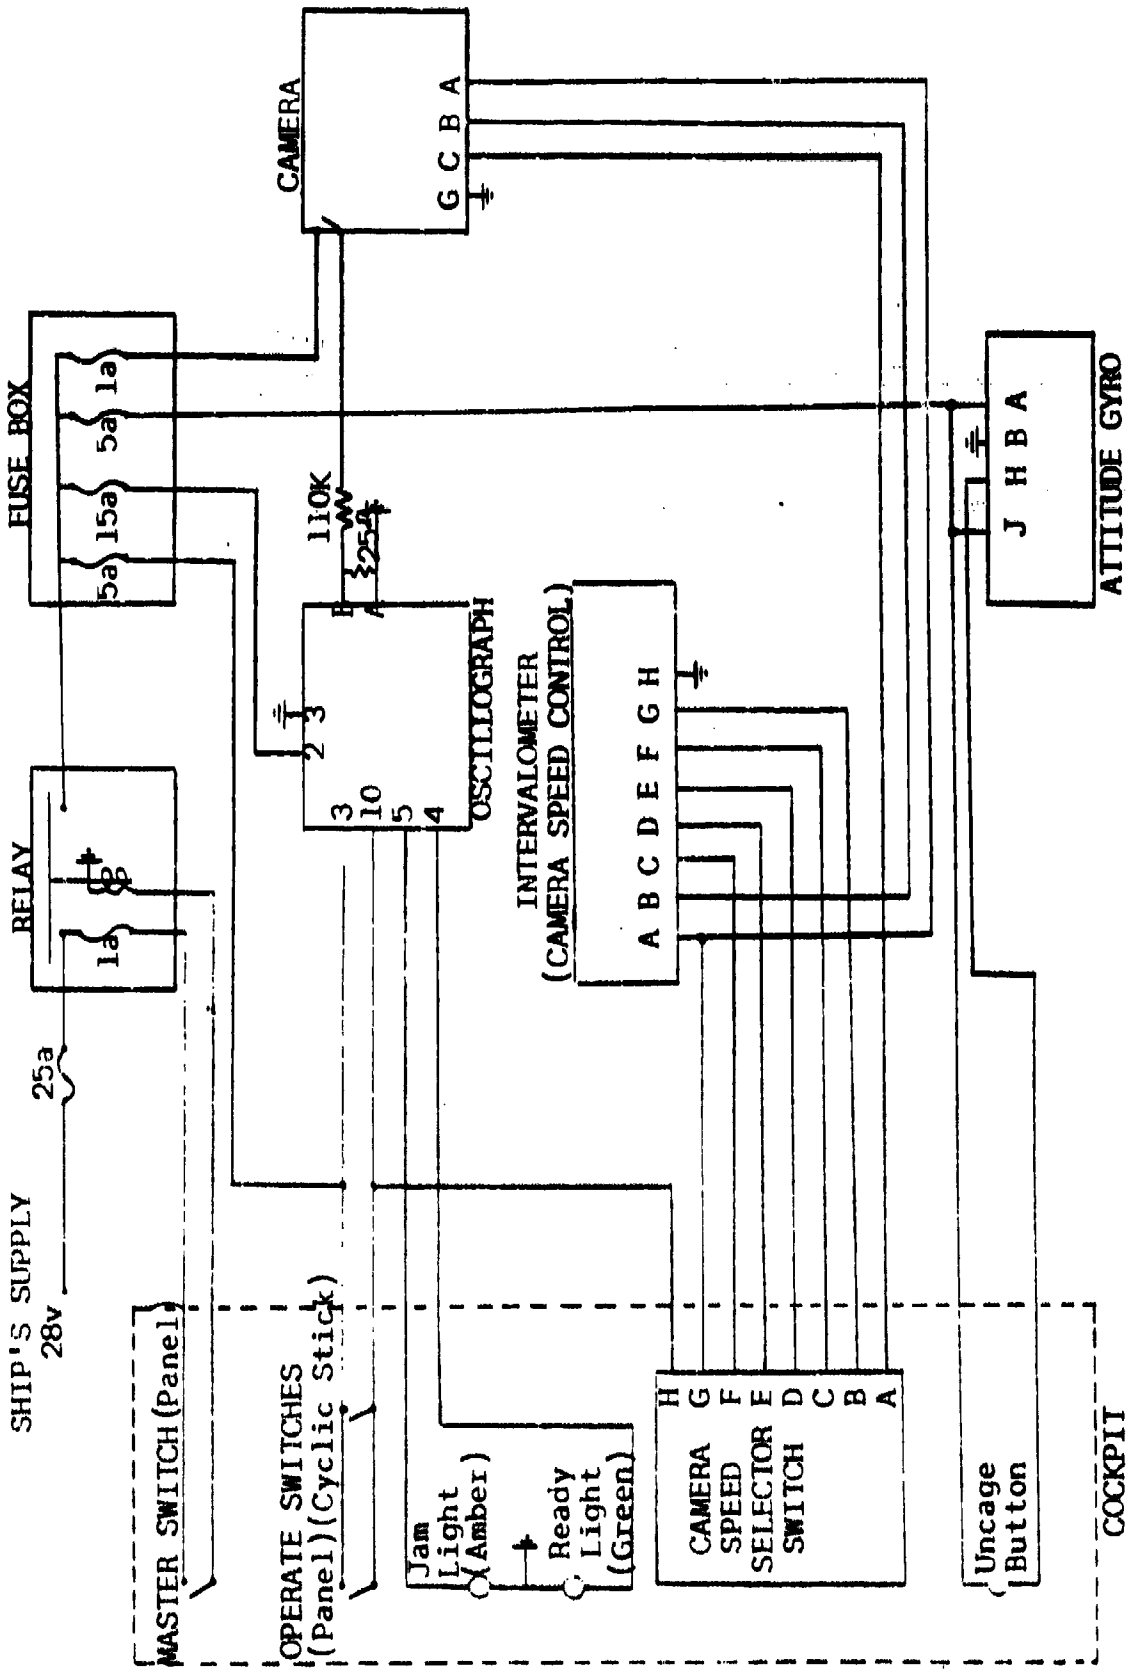 SHIP'S SUPPLY
28v
25a
RELAY
1a
FUSE BOX
5a
15a
5a
1a
CAMERA
G C B A
MASTER SWITCH (Panel)
OPERATE SWITCHES
(Panel)(Cyclic Stick)
Jam
Light
(Amber)
Ready
Light
(Green)
3
10
5
4
2
3
B
A
OSCILLOGRAPH
110K
25Ω
INTERVALOMETER
(CAMERA SPEED CONTROL)
A B C D E F G H
CAMERA
SPEED
SELECTOR
SWITCH
H
G
F
E
D
C
B
A
Uncage
Button
COCKPIT
J H B A
ATTITUDE GYRO